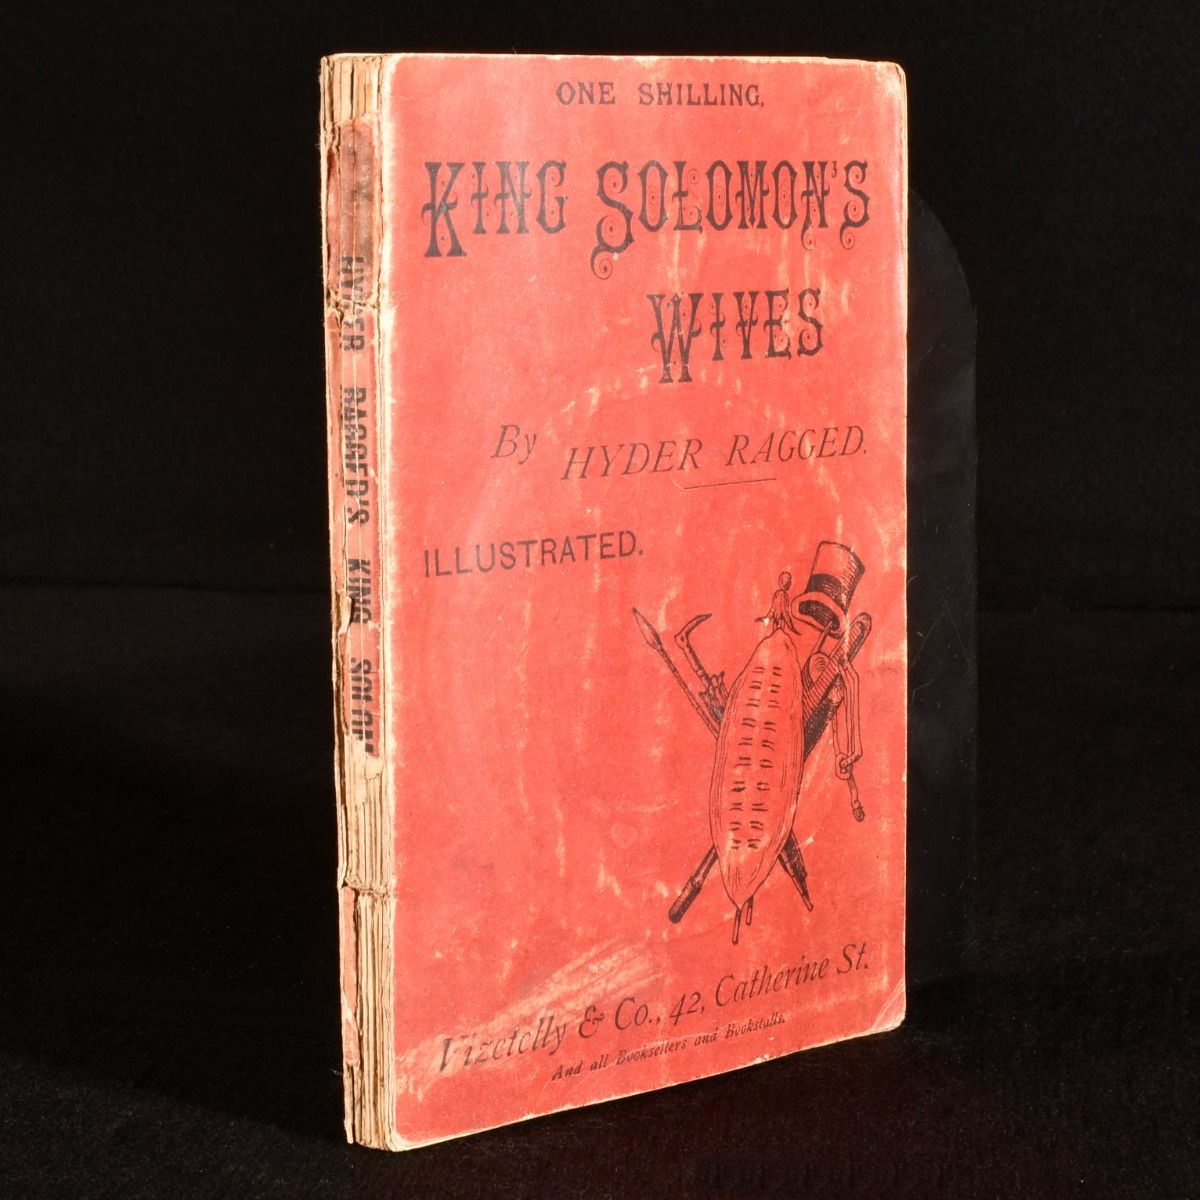 ONE SHILLING,
KING SOLOMON'S
WIVES
By HYDER RAGGED.
ILLUSTRATED.
Vizetelly & Co., 42, Catherine St.
And all Booksellers and Bookstalls.
HYDER RAGGED'S KING SOLOM